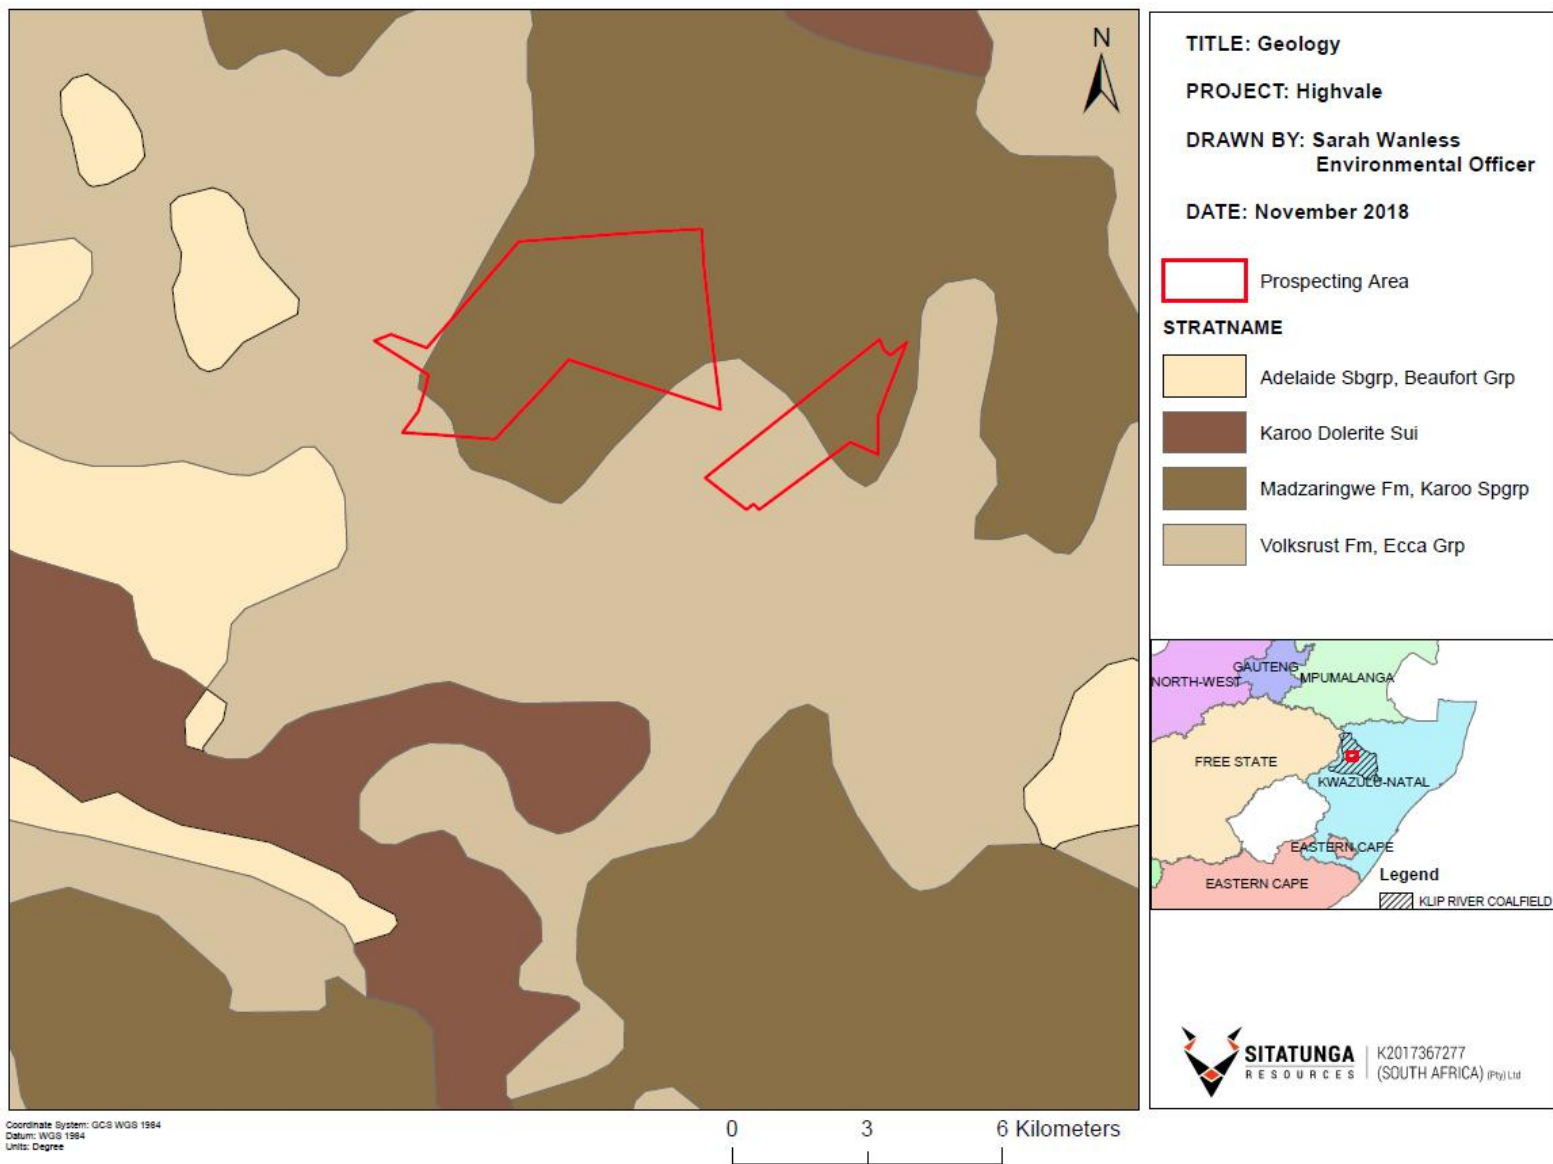 N
TITLE: Geology
PROJECT: Highvale
DRAWN BY: Sarah Wanless
Environmental Officer
DATE: November 2018
Prospecting Area
STRATNAME
Adelaide Sbgrp, Beaufort Grp
Karoo Dolerite Sui
Madzaringwe Fm, Karoo Spgrp
Volksrust Fm, Ecca Grp
GAUTENG
NORTH-WEST
MPUMALANGA
FREE STATE
KWAZULU-NATAL
EASTERN CAPE
EASTERN CAPE
Legend
KLIP RIVER COALFIELD
SITATUNGA
RESOURCES
K2017367277
(SOUTH AFRICA) (Pty) Ltd
Coordinate System: GCS WGS 1984
Datum: WGS 1984
Units: Degree
0 3 6 Kilometers